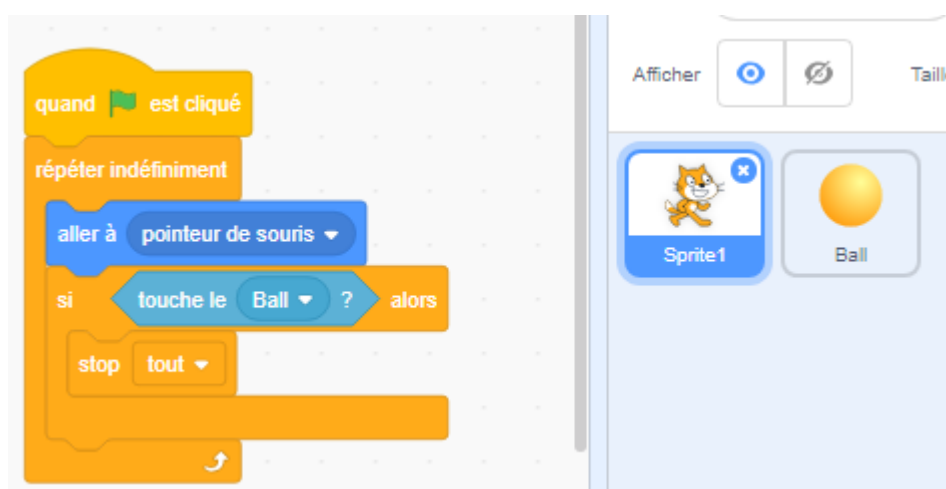 quand est cliqué
répéter indéfiniment
aller à pointeur de souris
si touche le Ball ? alors
stop tout
Afficher
Taill
Sprite1
Ball